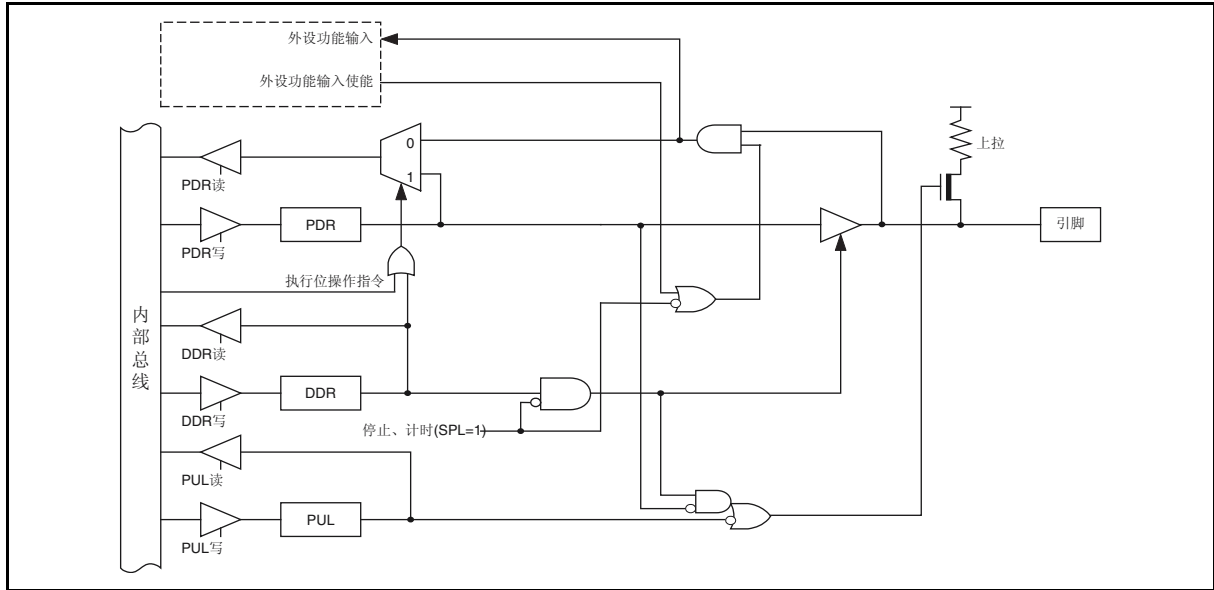 外设功能输入
外设功能输入使能
0
上拉
1
PDR读
PDR
引脚
PDR写
执行位操作指令
内部总线
DDR读
DDR
DDR写
停止、计时(SPL=1)
PUL读
PUL
PUL写